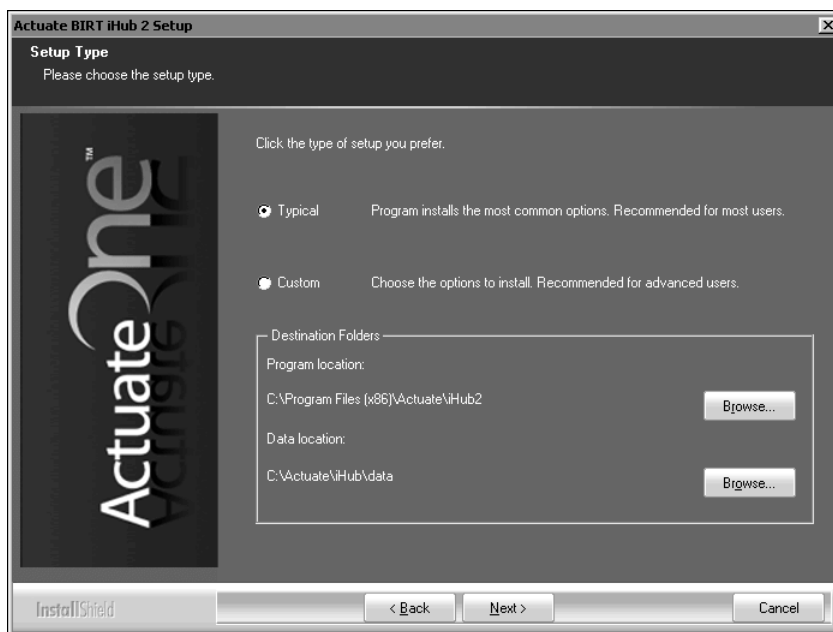 Actuate BIRT iHub 2 Setup
Setup Type
Please choose the setup type.
ActuateOne™
Click the type of setup you prefer.
Typical Program installs the most common options. Recommended for most users.
Custom Choose the options to install. Recommended for advanced users.
Destination Folders
Program location:
C:\Program Files (x86)\Actuate\iHub2
Browse...
Data location:
C:\Actuate\iHub\data
Browse...
InstallShield
< Back Next > Cancel